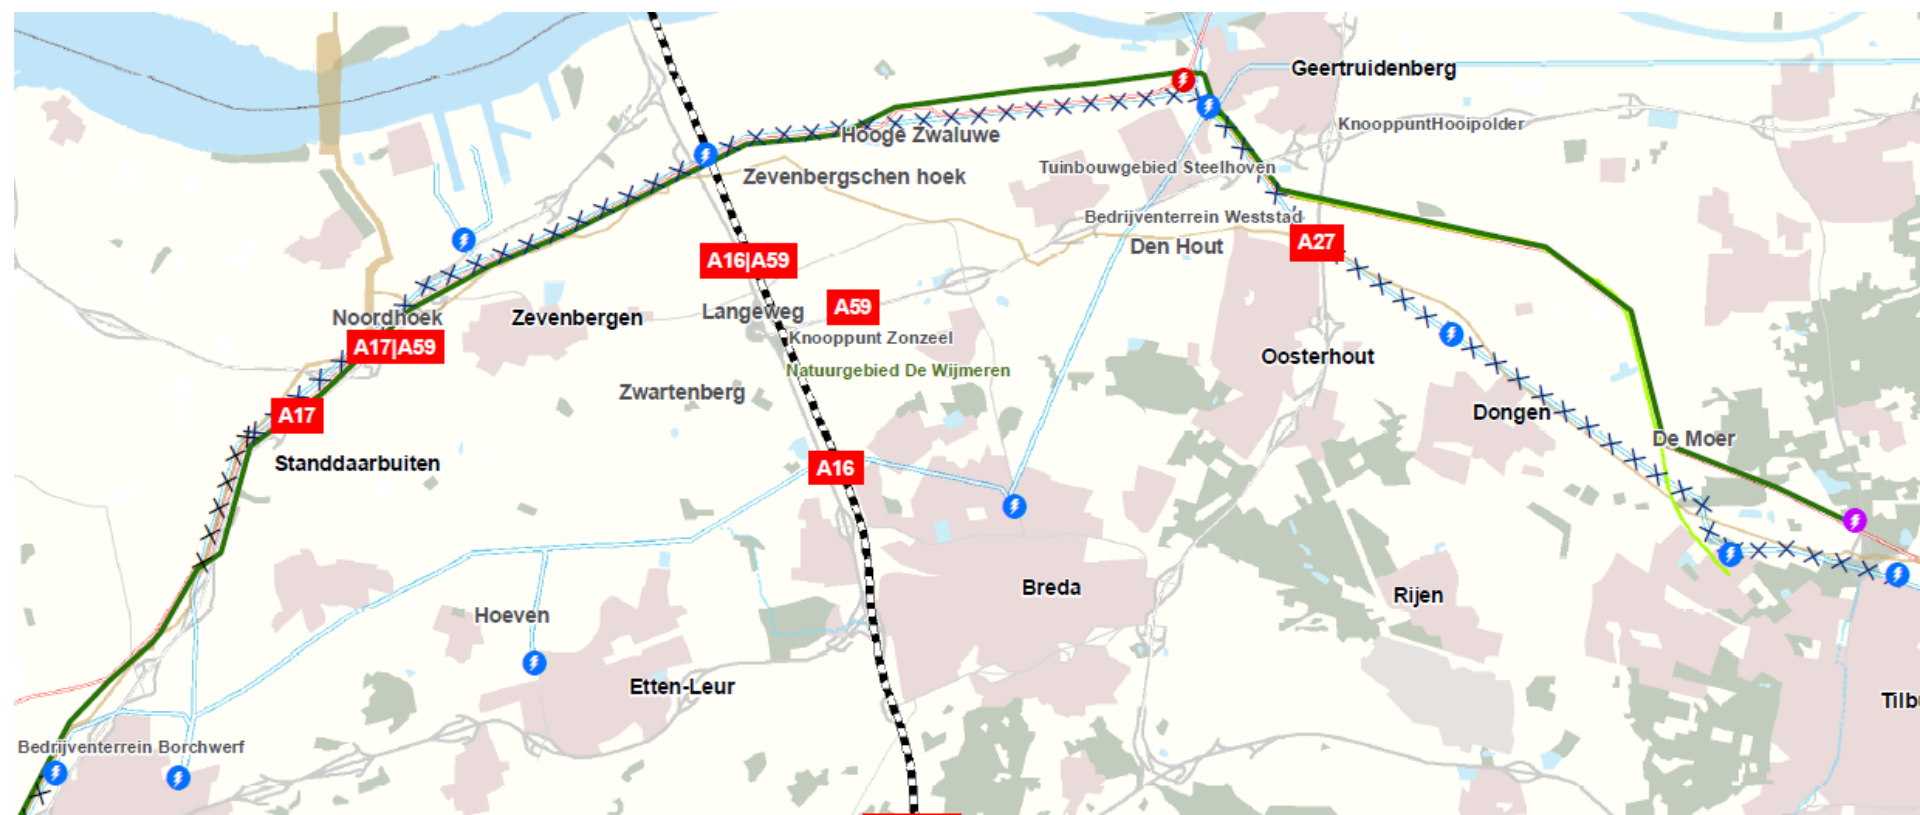 Geertruidenberg
KnooppuntHooipolder
Hooge Zwaluwe
Tuinbouwgebied Steelhoven
Zevenbergschen hoek
Bedrijventerrein Weststad
Den Hout
A27
A16|A59
A59
Langeweg
Noordhoek
Zevenbergen
Knooppunt Zonzeel
A17|A59
Oosterhout
Natuurgebied De Wijmeren
Zwartenberg
Dongen
A17
De Moer
Standdaarbuiten
A16
Breda
Rijen
Hoeven
Etten-Leur
Tilbu
Bedrijventerrein Borchwerf